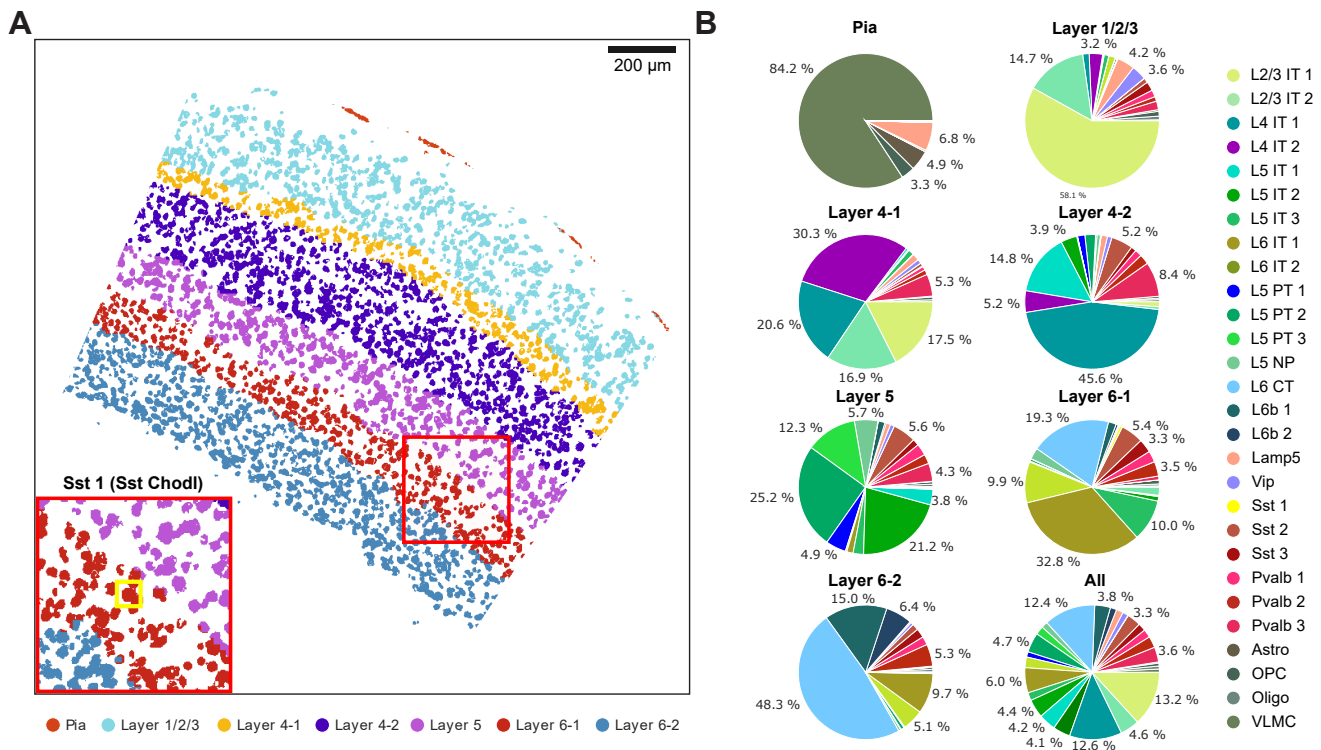 A
200 µm
Sst 1 (Sst Chodl)
Pia
Layer 1/2/3
Layer 4-1
Layer 4-2
Layer 5
Layer 6-1
Layer 6-2
B
Pia
84.2 %
6.8 %
4.9 %
3.3 %
Layer 1/2/3
3.2 %
14.7 %
4.2 %
3.6 %
58.1 %
Layer 4-1
30.3 %
5.3 %
20.6 %
17.5 %
16.9 %
Layer 4-2
3.9 %
5.2 %
14.8 %
8.4 %
5.2 %
45.6 %
Layer 5
5.7 %
12.3 %
5.6 %
4.3 %
25.2 %
3.8 %
4.9 %
21.2 %
Layer 6-1
19.3 %
5.4 %
3.3 %
3.5 %
9.9 %
10.0 %
32.8 %
Layer 6-2
15.0 %
6.4 %
5.3 %
48.3 %
9.7 %
5.1 %
All
3.8 %
12.4 %
3.3 %
4.7 %
3.6 %
6.0 %
13.2 %
4.4 %
4.2 %
4.6 %
4.1 %
12.6 %
L2/3 IT 1
L2/3 IT 2
L4 IT 1
L4 IT 2
L5 IT 1
L5 IT 2
L5 IT 3
L6 IT 1
L6 IT 2
L5 PT 1
L5 PT 2
L5 PT 3
L5 NP
L6 CT
L6b 1
L6b 2
Lamp5
Vip
Sst 1
Sst 2
Sst 3
Pvalb 1
Pvalb 2
Pvalb 3
Astro
OPC
Oligo
VLMC